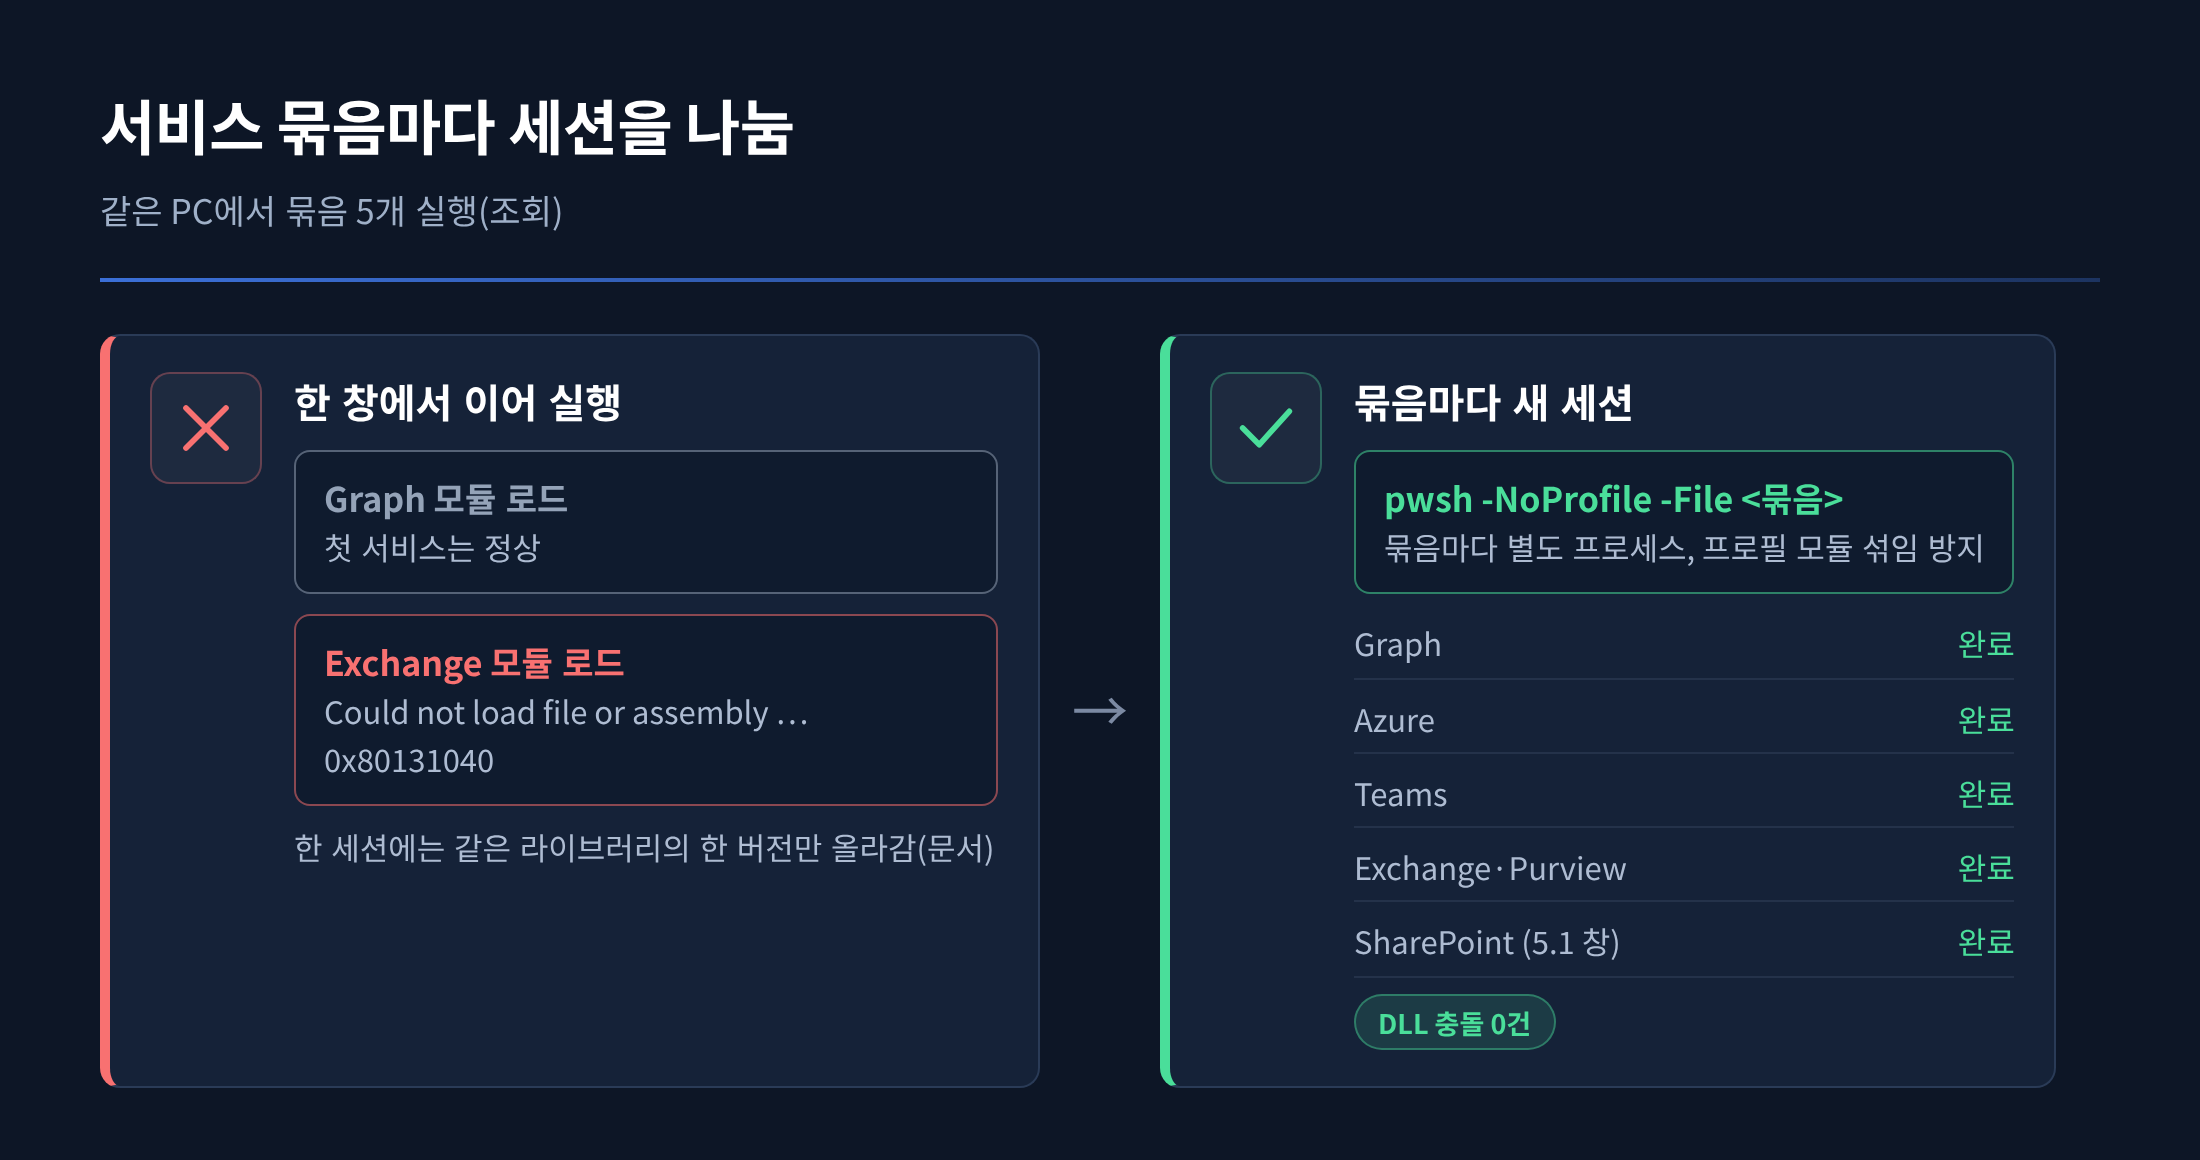 서비스 묶음마다 세션을 나눔
같은 PC에서 묶음 5개 실행(조회)
한 창에서 이어 실행
Graph 모듈 로드
첫 서비스는 정상
Exchange 모듈 로드
Could not load file or assembly …
0x80131040
한 세션에는 같은 라이브러리의 한 버전만 올라감(문서)
→
묶음마다 새 세션
pwsh -NoProfile -File <묶음>
묶음마다 별도 프로세스, 프로필 모듈 섞임 방지
Graph 완료
Azure 완료
Teams 완료
Exchange·Purview 완료
SharePoint (5.1 창) 완료
DLL 충돌 0건